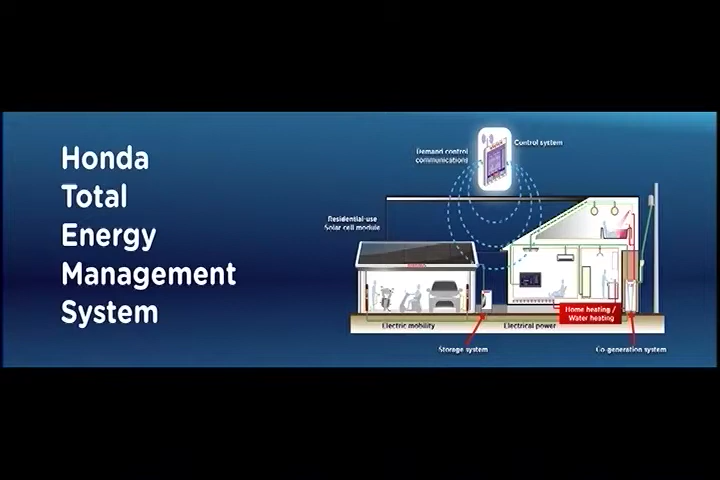 Honda
Total
Energy
Management
System
Demand control
communications
Control system
Residential-use
Solar cell module
Home heating /
Water heating
Electric mobility
Electrical power
Storage system
Co-generation system